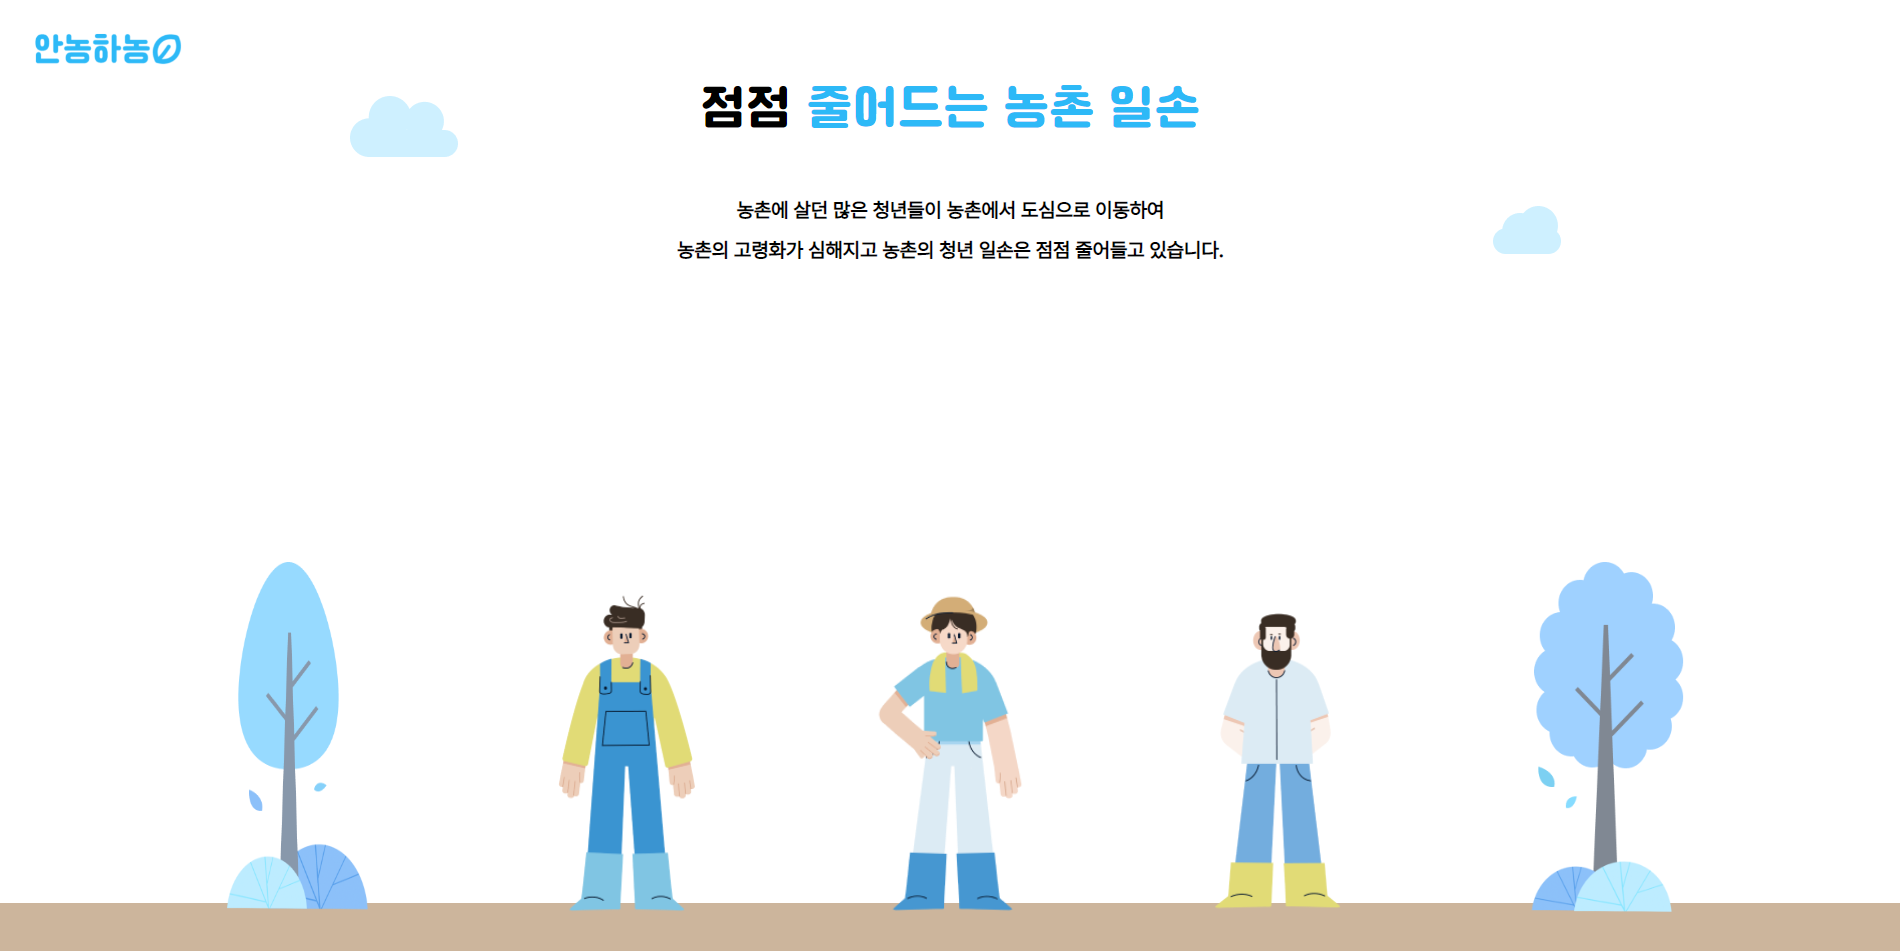 안농하농
점점 줄어드는 농촌 일손
농촌에 살던 많은 청년들이 농촌에서 도심으로 이동하여
농촌의 고령화가 심해지고 농촌의 청년 일손은 점점 줄어들고 있습니다.